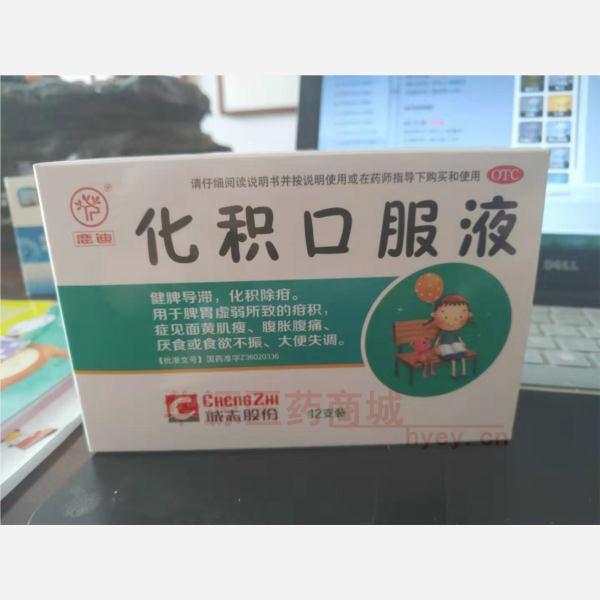 请仔细阅读说明书并按说明使用或在药师指导下购买和使用
OTC
鹿迪
化积口服液
健脾导滞，化积除疳。
用于脾胃虚弱所致的疳积，
症见面黄肌瘦、腹胀腹痛、
厌食或食欲不振、大便失调。
【批准文号】国药准字Z36020336
CHENGZHI
诚志股份
12支装
华源医药商城
hyey.cn
DELL